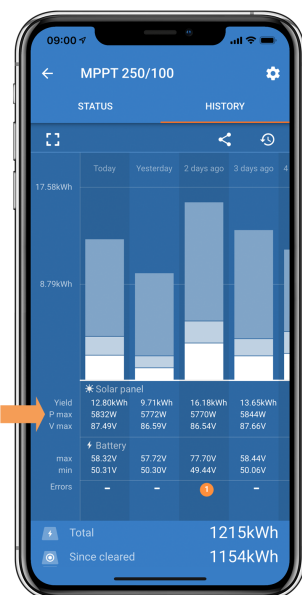 09:00
MPPT 250/100
STATUS HISTORY
Today Yesterday 2 days ago 3 days ago 4
17.58kWh
8.79kWh
Solar panel
Yield 12.80kWh 9.71kWh 16.18kWh 13.65kWh
P max 5832W 5772W 5770W 5844W
V max 87.49V 86.59V 86.54V 87.66V
Battery
max 58.32V 57.72V 77.70V 58.44V
min 50.31V 50.30V 49.44V 50.06V
Errors – – 1 –
Total 1215kWh
Since cleared 1154kWh